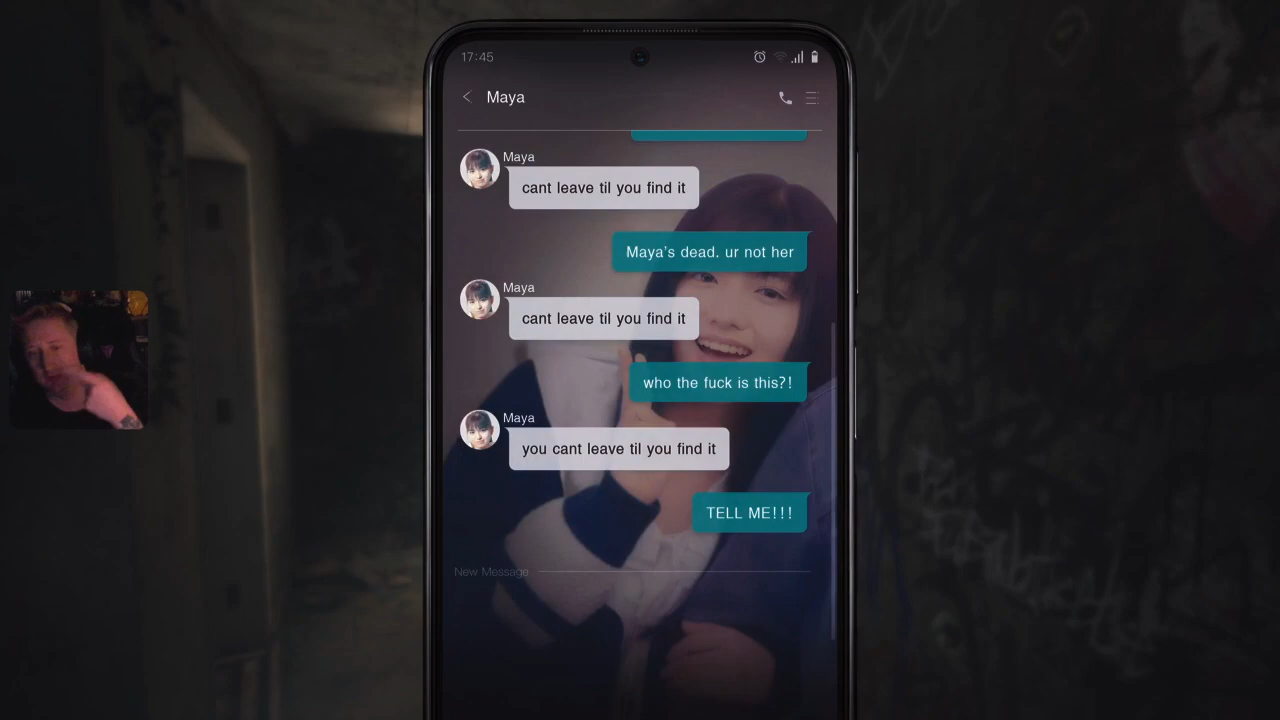 17:45
Maya
Maya
cant leave til you find it
Maya's dead. ur not her
Maya
cant leave til you find it
who the fuck is this?!
Maya
you cant leave til you find it
TELL ME!!!
New Message